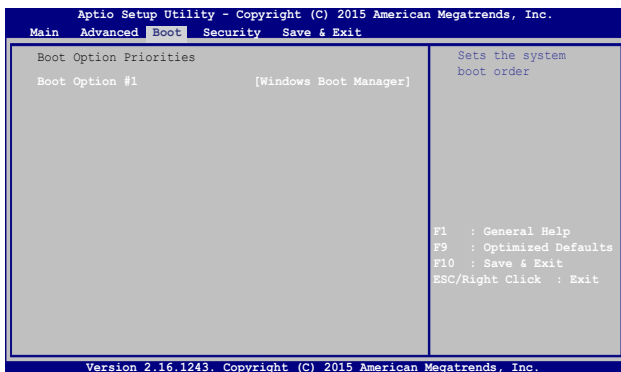 Aptio Setup Utility - Copyright (C) 2015 American Megatrends, Inc.
Main Advanced Boot Security Save & Exit
Boot Option Priorities
Boot Option #1 [Windows Boot Manager]
Sets the system
boot order
F1 : General Help
F9 : Optimized Defaults
F10 : Save & Exit
ESC/Right Click : Exit
Version 2.16.1243. Copyright (C) 2015 American Megatrends, Inc.